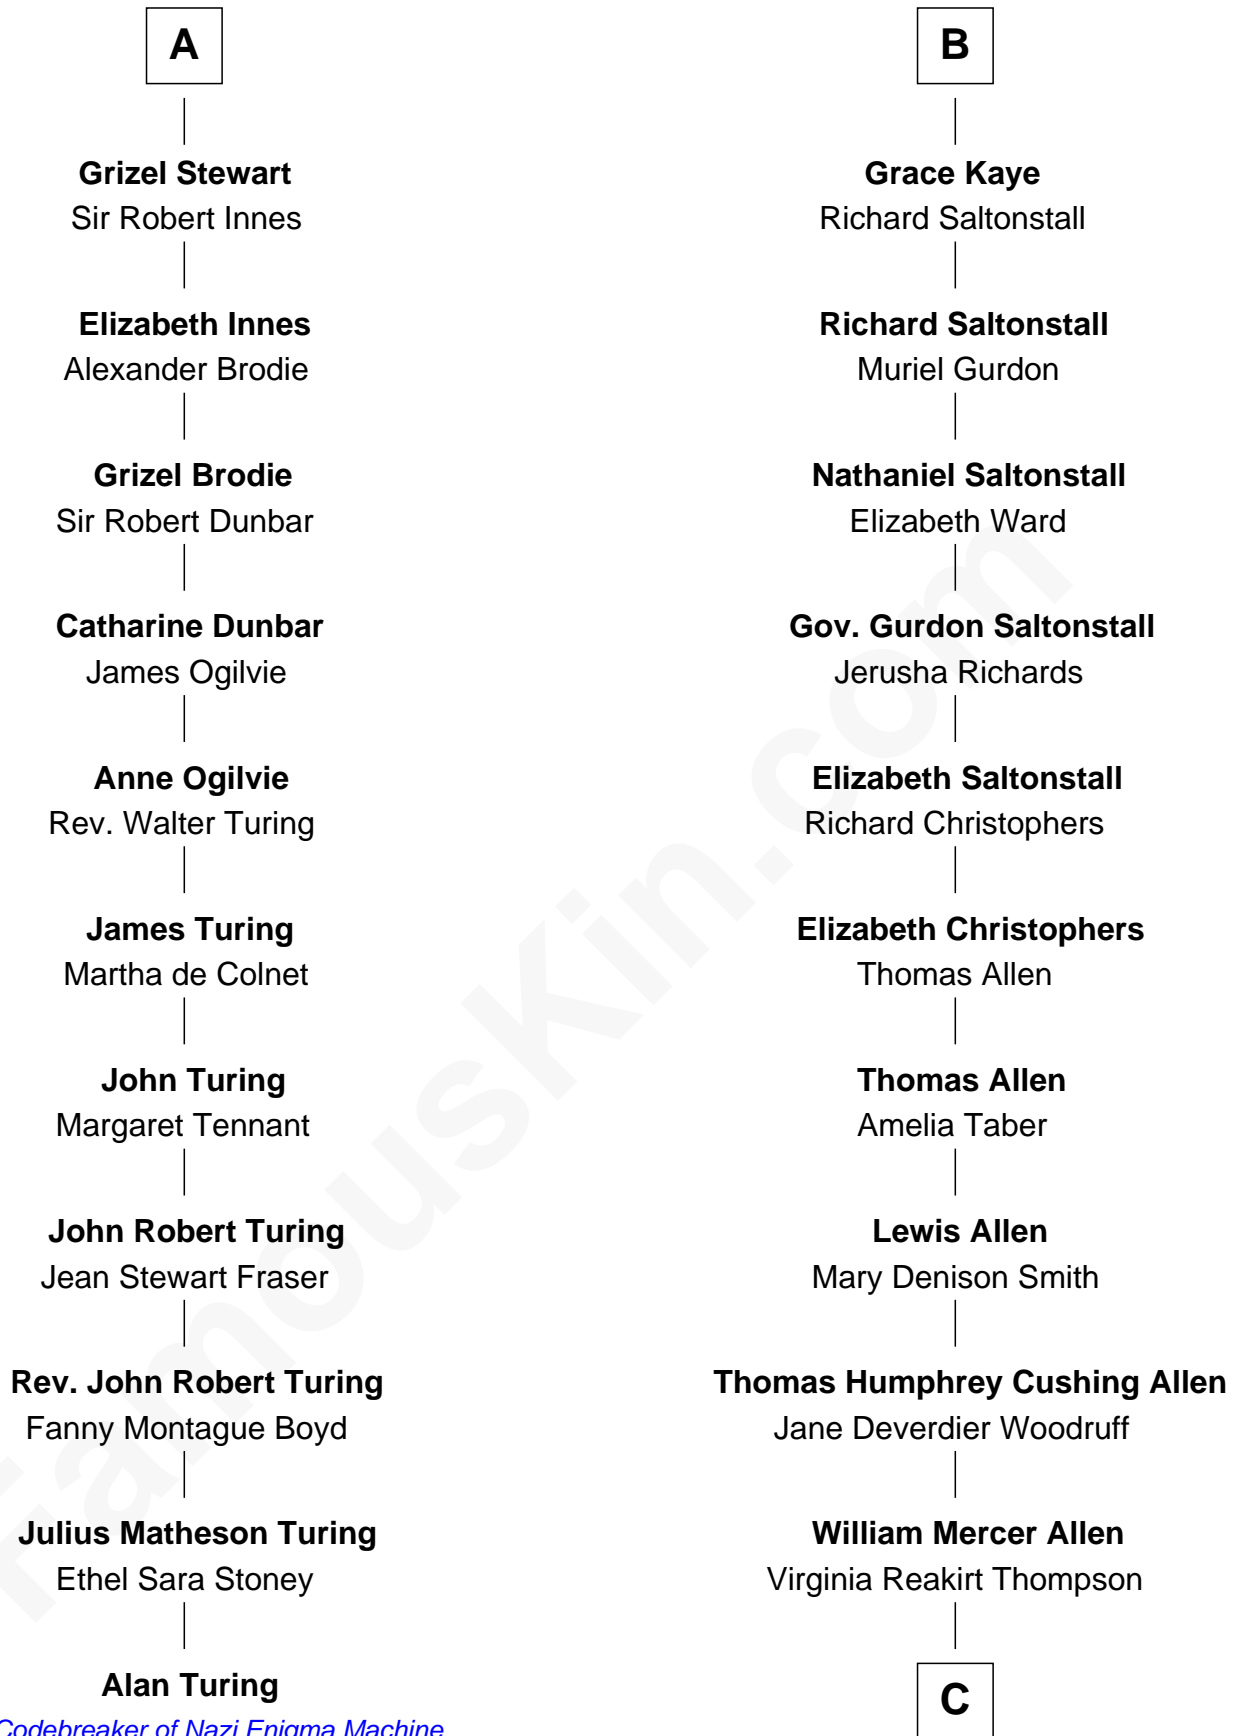 A
Grizel Stewart
Sir Robert Innes
Elizabeth Innes
Alexander Brodie
Grizel Brodie
Sir Robert Dunbar
Catharine Dunbar
James Ogilvie
Anne Ogilvie
Rev. Walter Turing
James Turing
Martha de Colnet
John Turing
Margaret Tennant
John Robert Turing
Jean Stewart Fraser
Rev. John Robert Turing
Fanny Montague Boyd
Julius Matheson Turing
Ethel Sara Stoney
Alan Turing
Codebreaker of Nazi Enigma Machine
B
Grace Kaye
Richard Saltonstall
Richard Saltonstall
Muriel Gurdon
Nathaniel Saltonstall
Elizabeth Ward
Gov. Gurdon Saltonstall
Jerusha Richards
Elizabeth Saltonstall
Richard Christophers
Elizabeth Christophers
Thomas Allen
Thomas Allen
Amelia Taber
Lewis Allen
Mary Denison Smith
Thomas Humphrey Cushing Allen
Jane Deverdier Woodruff
William Mercer Allen
Virginia Reakirt Thompson
C
FamousKin.com